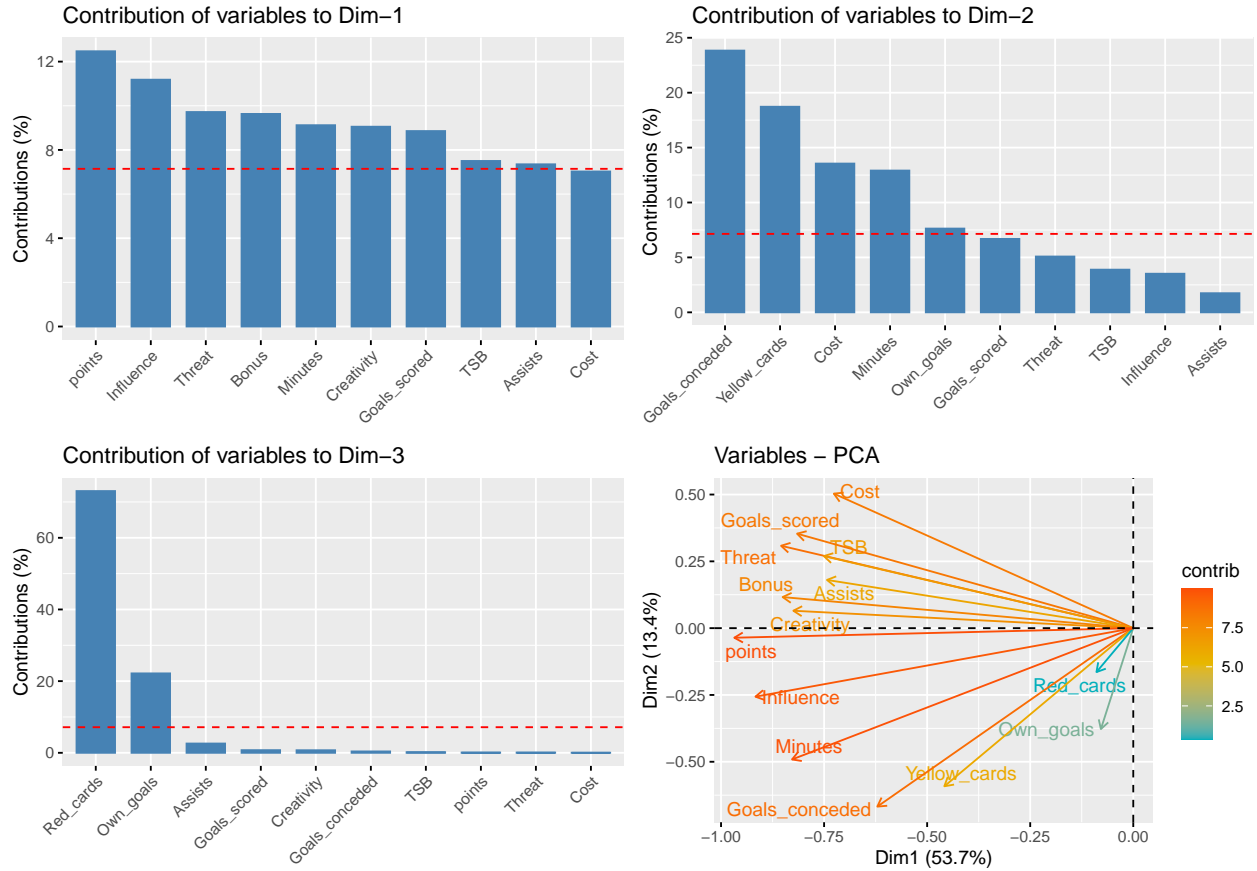 Contribution of variables to Dim−1
Contributions (%)
12
8
4
0
points
Influence
Threat
Bonus
Minutes
Creativity
Goals_scored
TSB
Assists
Cost
Contribution of variables to Dim−2
Contributions (%)
25
20
15
10
5
0
Goals_conceded
Yellow_cards
Cost
Minutes
Own_goals
Goals_scored
Threat
TSB
Influence
Assists
Contribution of variables to Dim−3
Contributions (%)
60
40
20
0
Red_cards
Own_goals
Assists
Goals_scored
Creativity
Goals_conceded
TSB
points
Threat
Cost
Variables − PCA
Dim2 (13.4%)
0.50
0.25
0.00
−0.25
−0.50
Cost
Goals_scored
TSB
Threat
Bonus
Assists
Creativity
points
Red_cards
Influence
Own_goals
Minutes
Yellow_cards
Goals_conceded
−1.00
−0.75
−0.50
−0.25
0.00
Dim1 (53.7%)
contrib
7.5
5.0
2.5